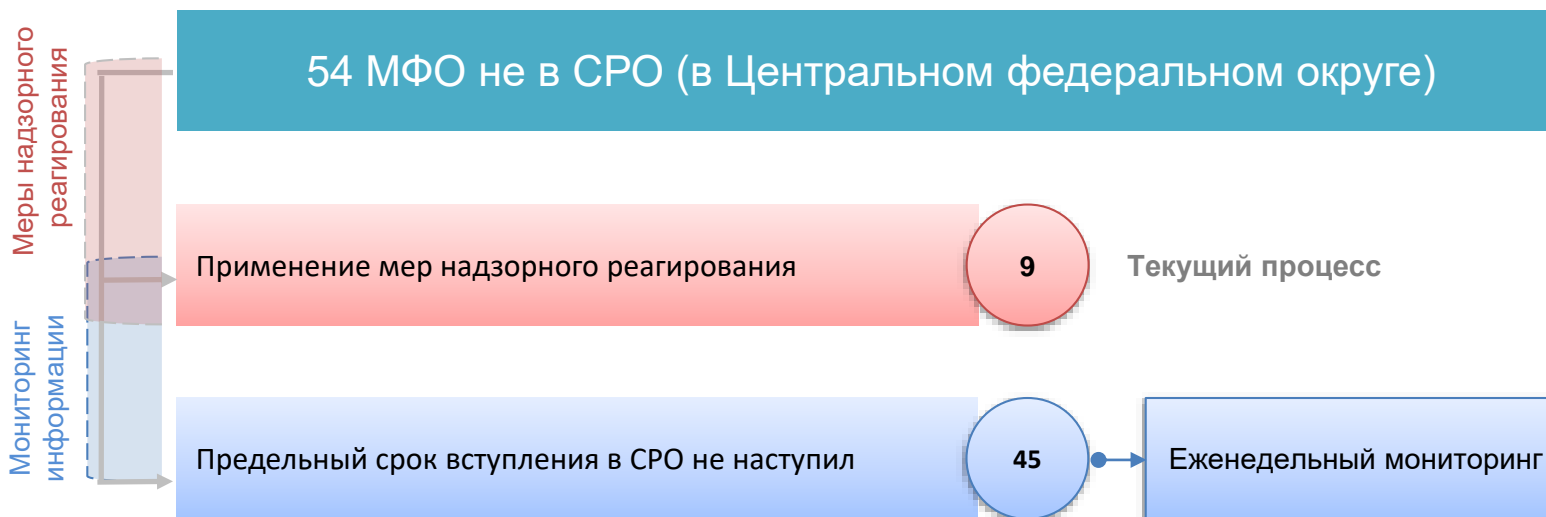 54 МФО не в СРО (в Центральном федеральном округе)
Меры надзорного
реагирования
Применение мер надзорного реагирования
9
Текущий процесс
Мониторинг
информации
Предельный срок вступления в СРО не наступил
45
Еженедельный мониторинг